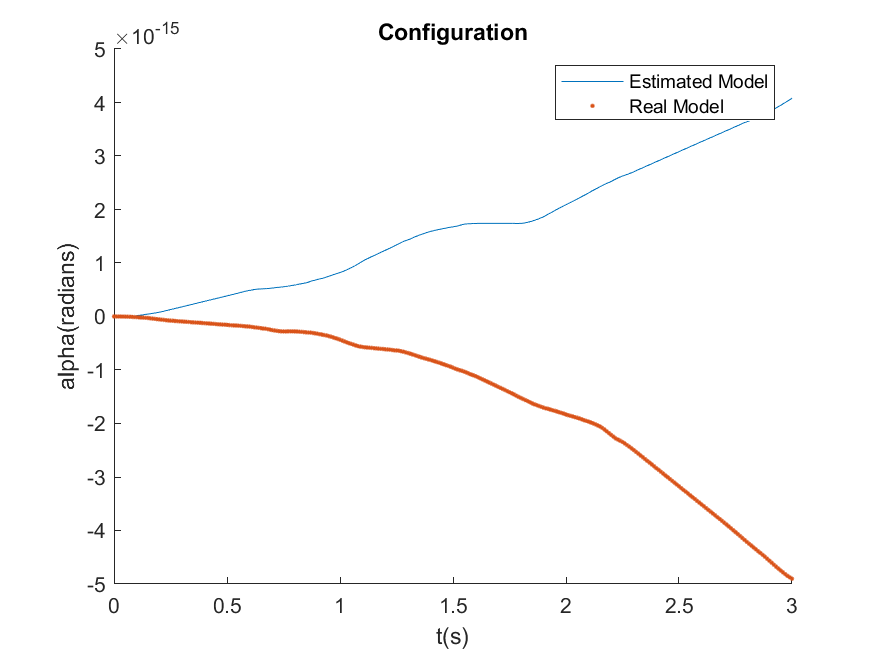 Configuration
×10-15
5
4
3
2
1
0
-1
-2
-3
-4
-5
alpha(radians)
Estimated Model
Real Model
0 0.5 1 1.5 2 2.5 3
t(s)